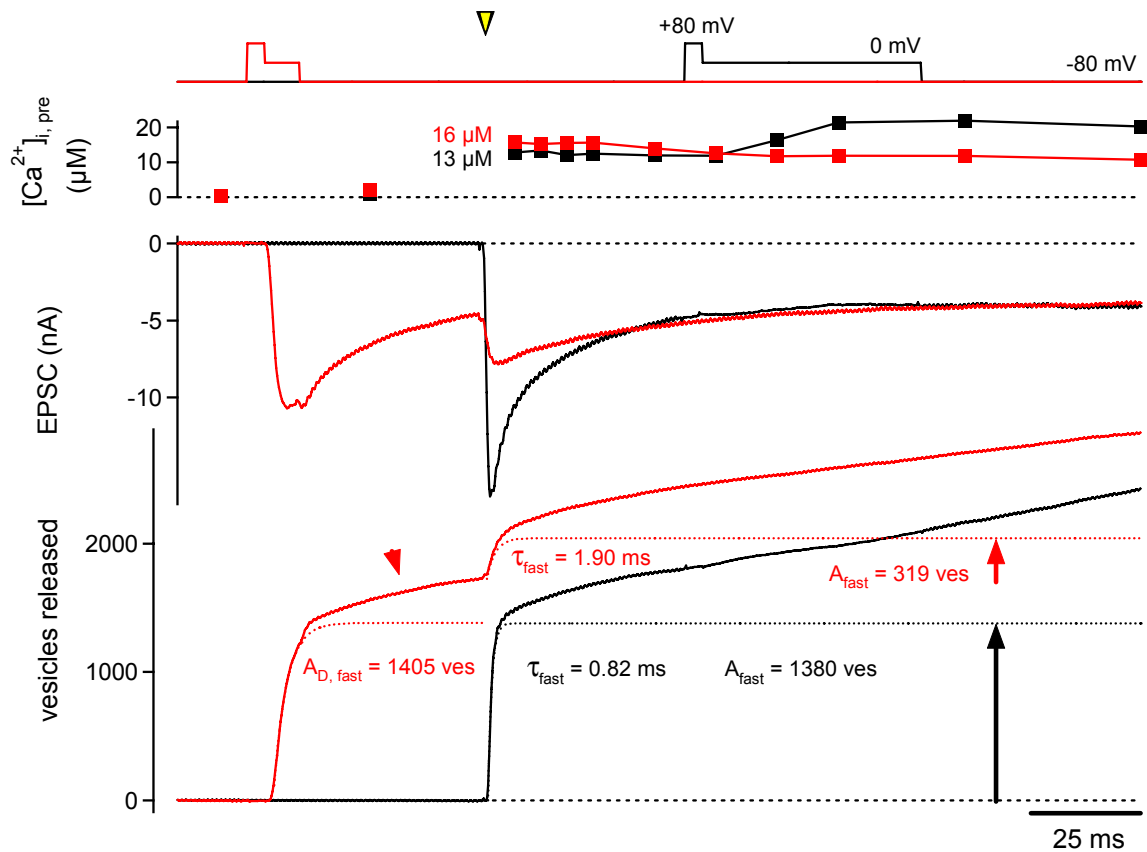 +80 mV
0 mV
-80 mV
[Ca²⁺]i, pre
(µM)
20
10
0
16 µM
13 µM
EPSC (nA)
0
-5
-10
vesicles released
2000
1000
0
τfast = 1.90 ms
Afast = 319 ves
AD, fast = 1405 ves
τfast = 0.82 ms
Afast = 1380 ves
25 ms